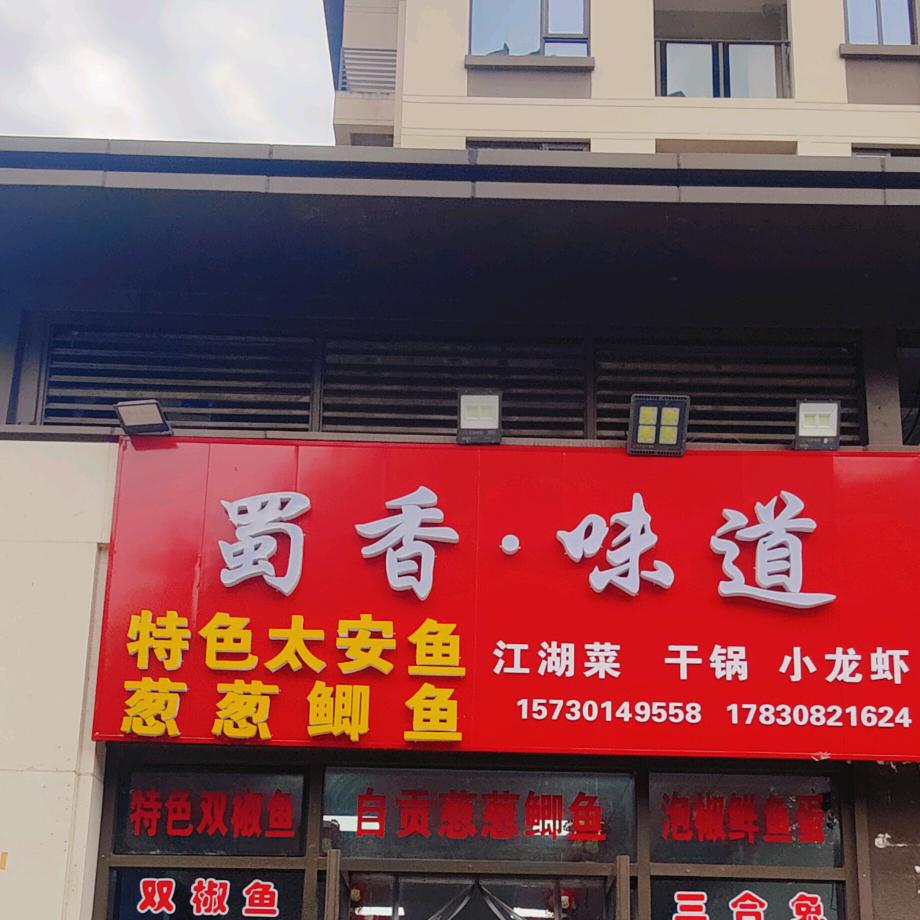 蜀香·味道
特色太安鱼
葱葱鲫鱼
江湖菜 干锅 小龙虾
15730149558 17830821624
特色双椒鱼
自贡葱葱鲫鱼
泡椒鲜鱼蛋
双椒鱼
三合兔